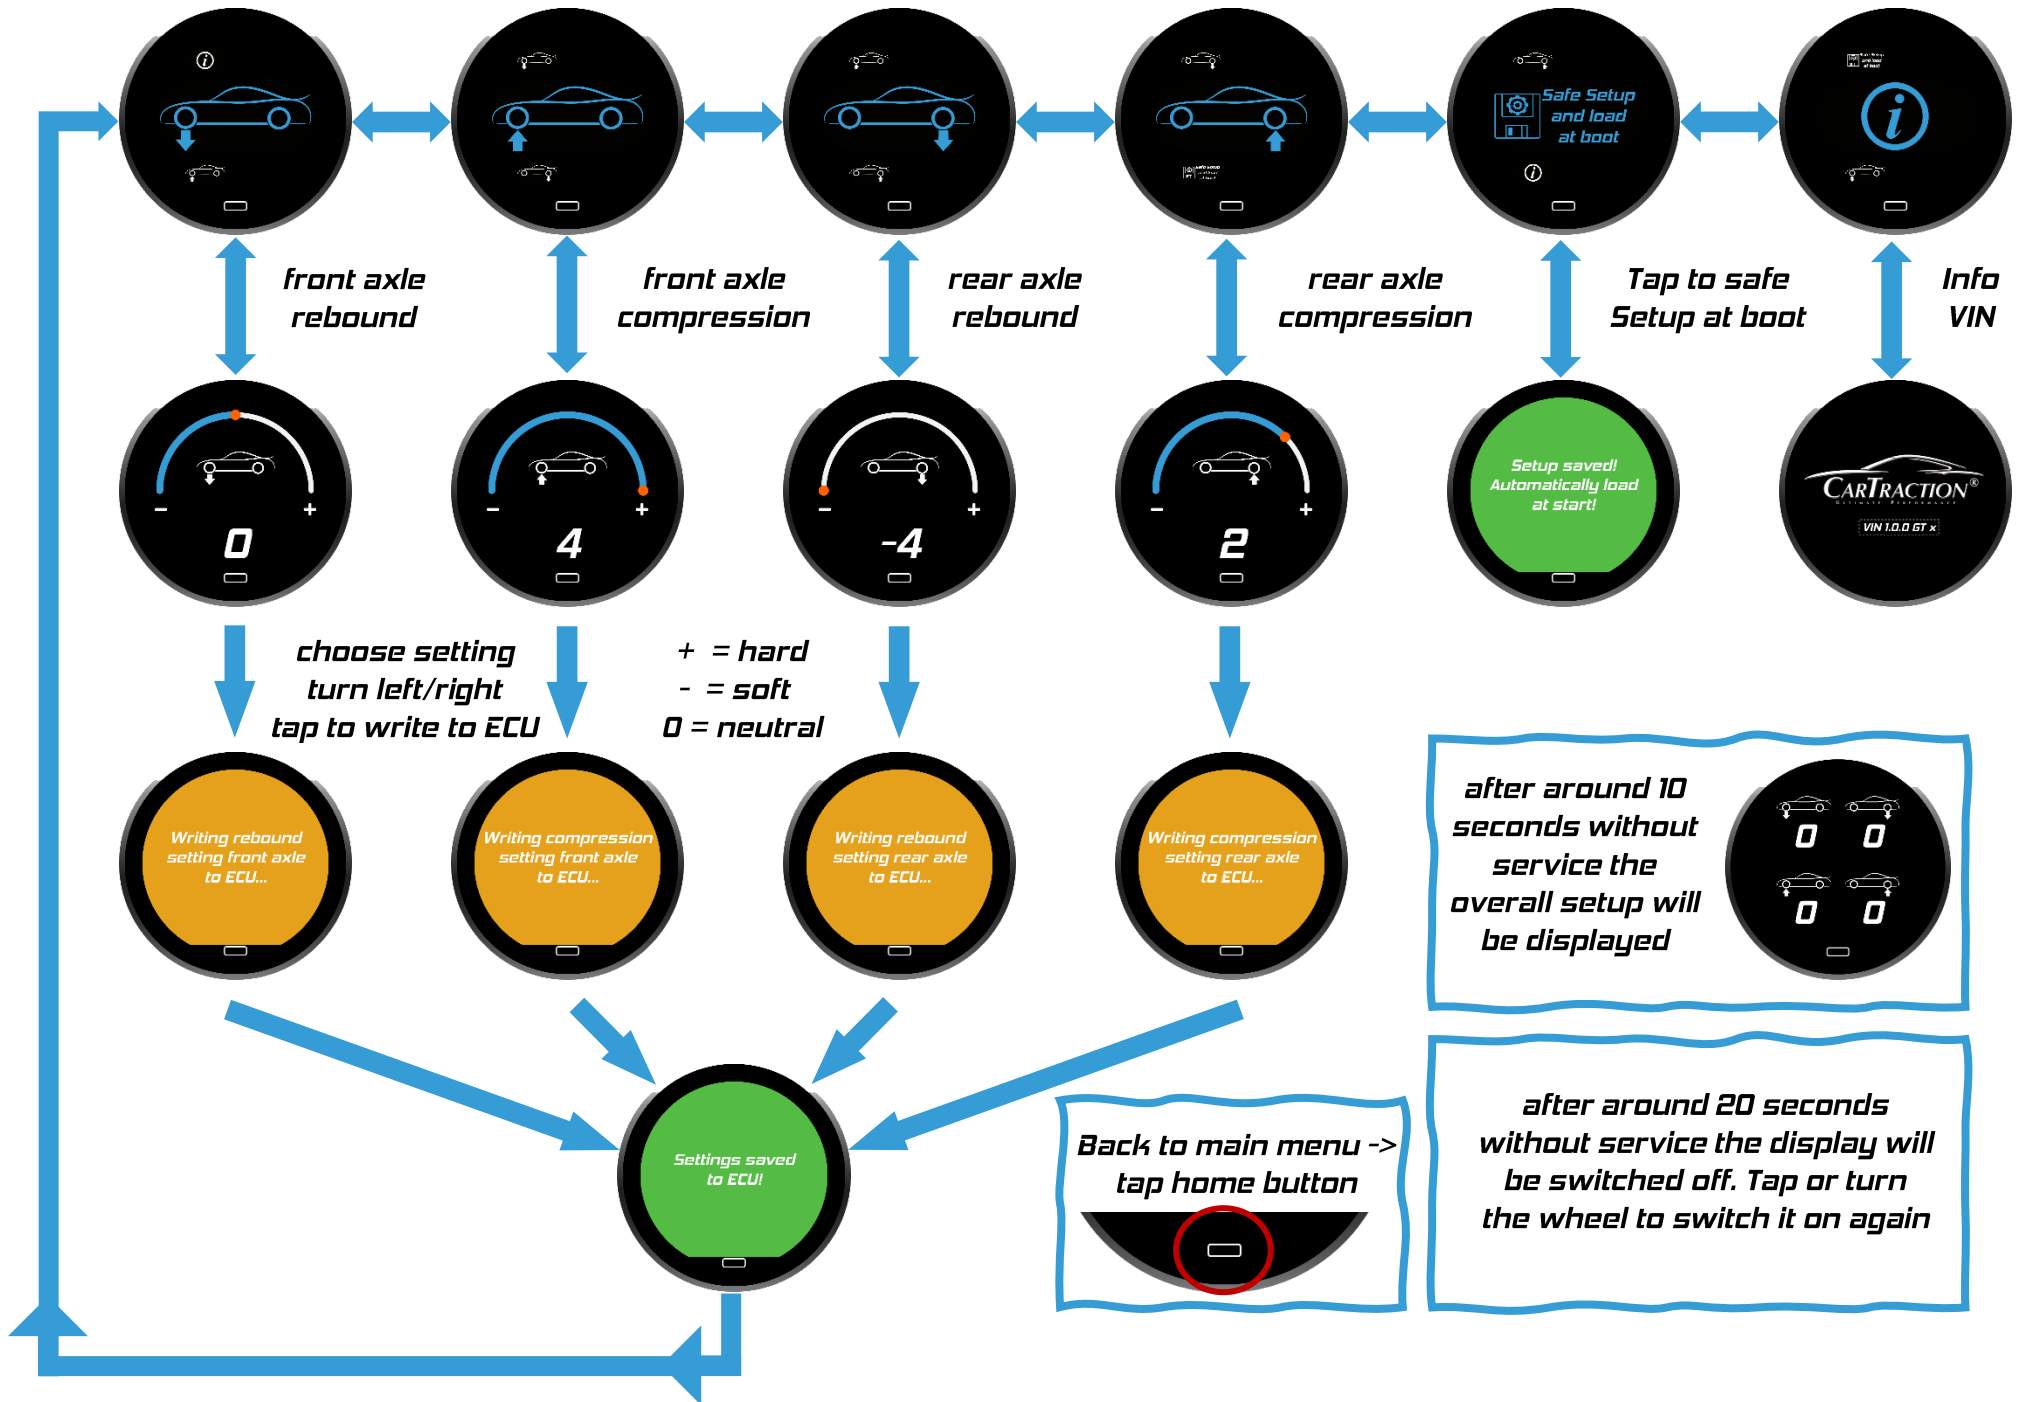 Safe Setup
and load
at boot
front axle
rebound
front axle
compression
rear axle
rebound
rear axle
compression
Tap to safe
Setup at boot
Info
VIN
-
+
0
-
+
4
-
+
-4
-
+
2
Setup saved!
Automatically load
at start!
CARTRACTION®
ULTIMATE PERFORMANCE
VIN 1.0.0 GT x
choose setting
turn left/right
tap to write to ECU
+ = hard
- = soft
0 = neutral
Writing rebound
setting front axle
to ECU...
Writing compression
setting front axle
to ECU...
Writing rebound
setting rear axle
to ECU...
Writing compression
setting rear axle
to ECU...
after around 10
seconds without
service the
overall setup will
be displayed
0 0
0 0
Settings saved
to ECU!
Back to main menu ->
tap home button
after around 20 seconds
without service the display will
be switched off. Tap or turn
the wheel to switch it on again